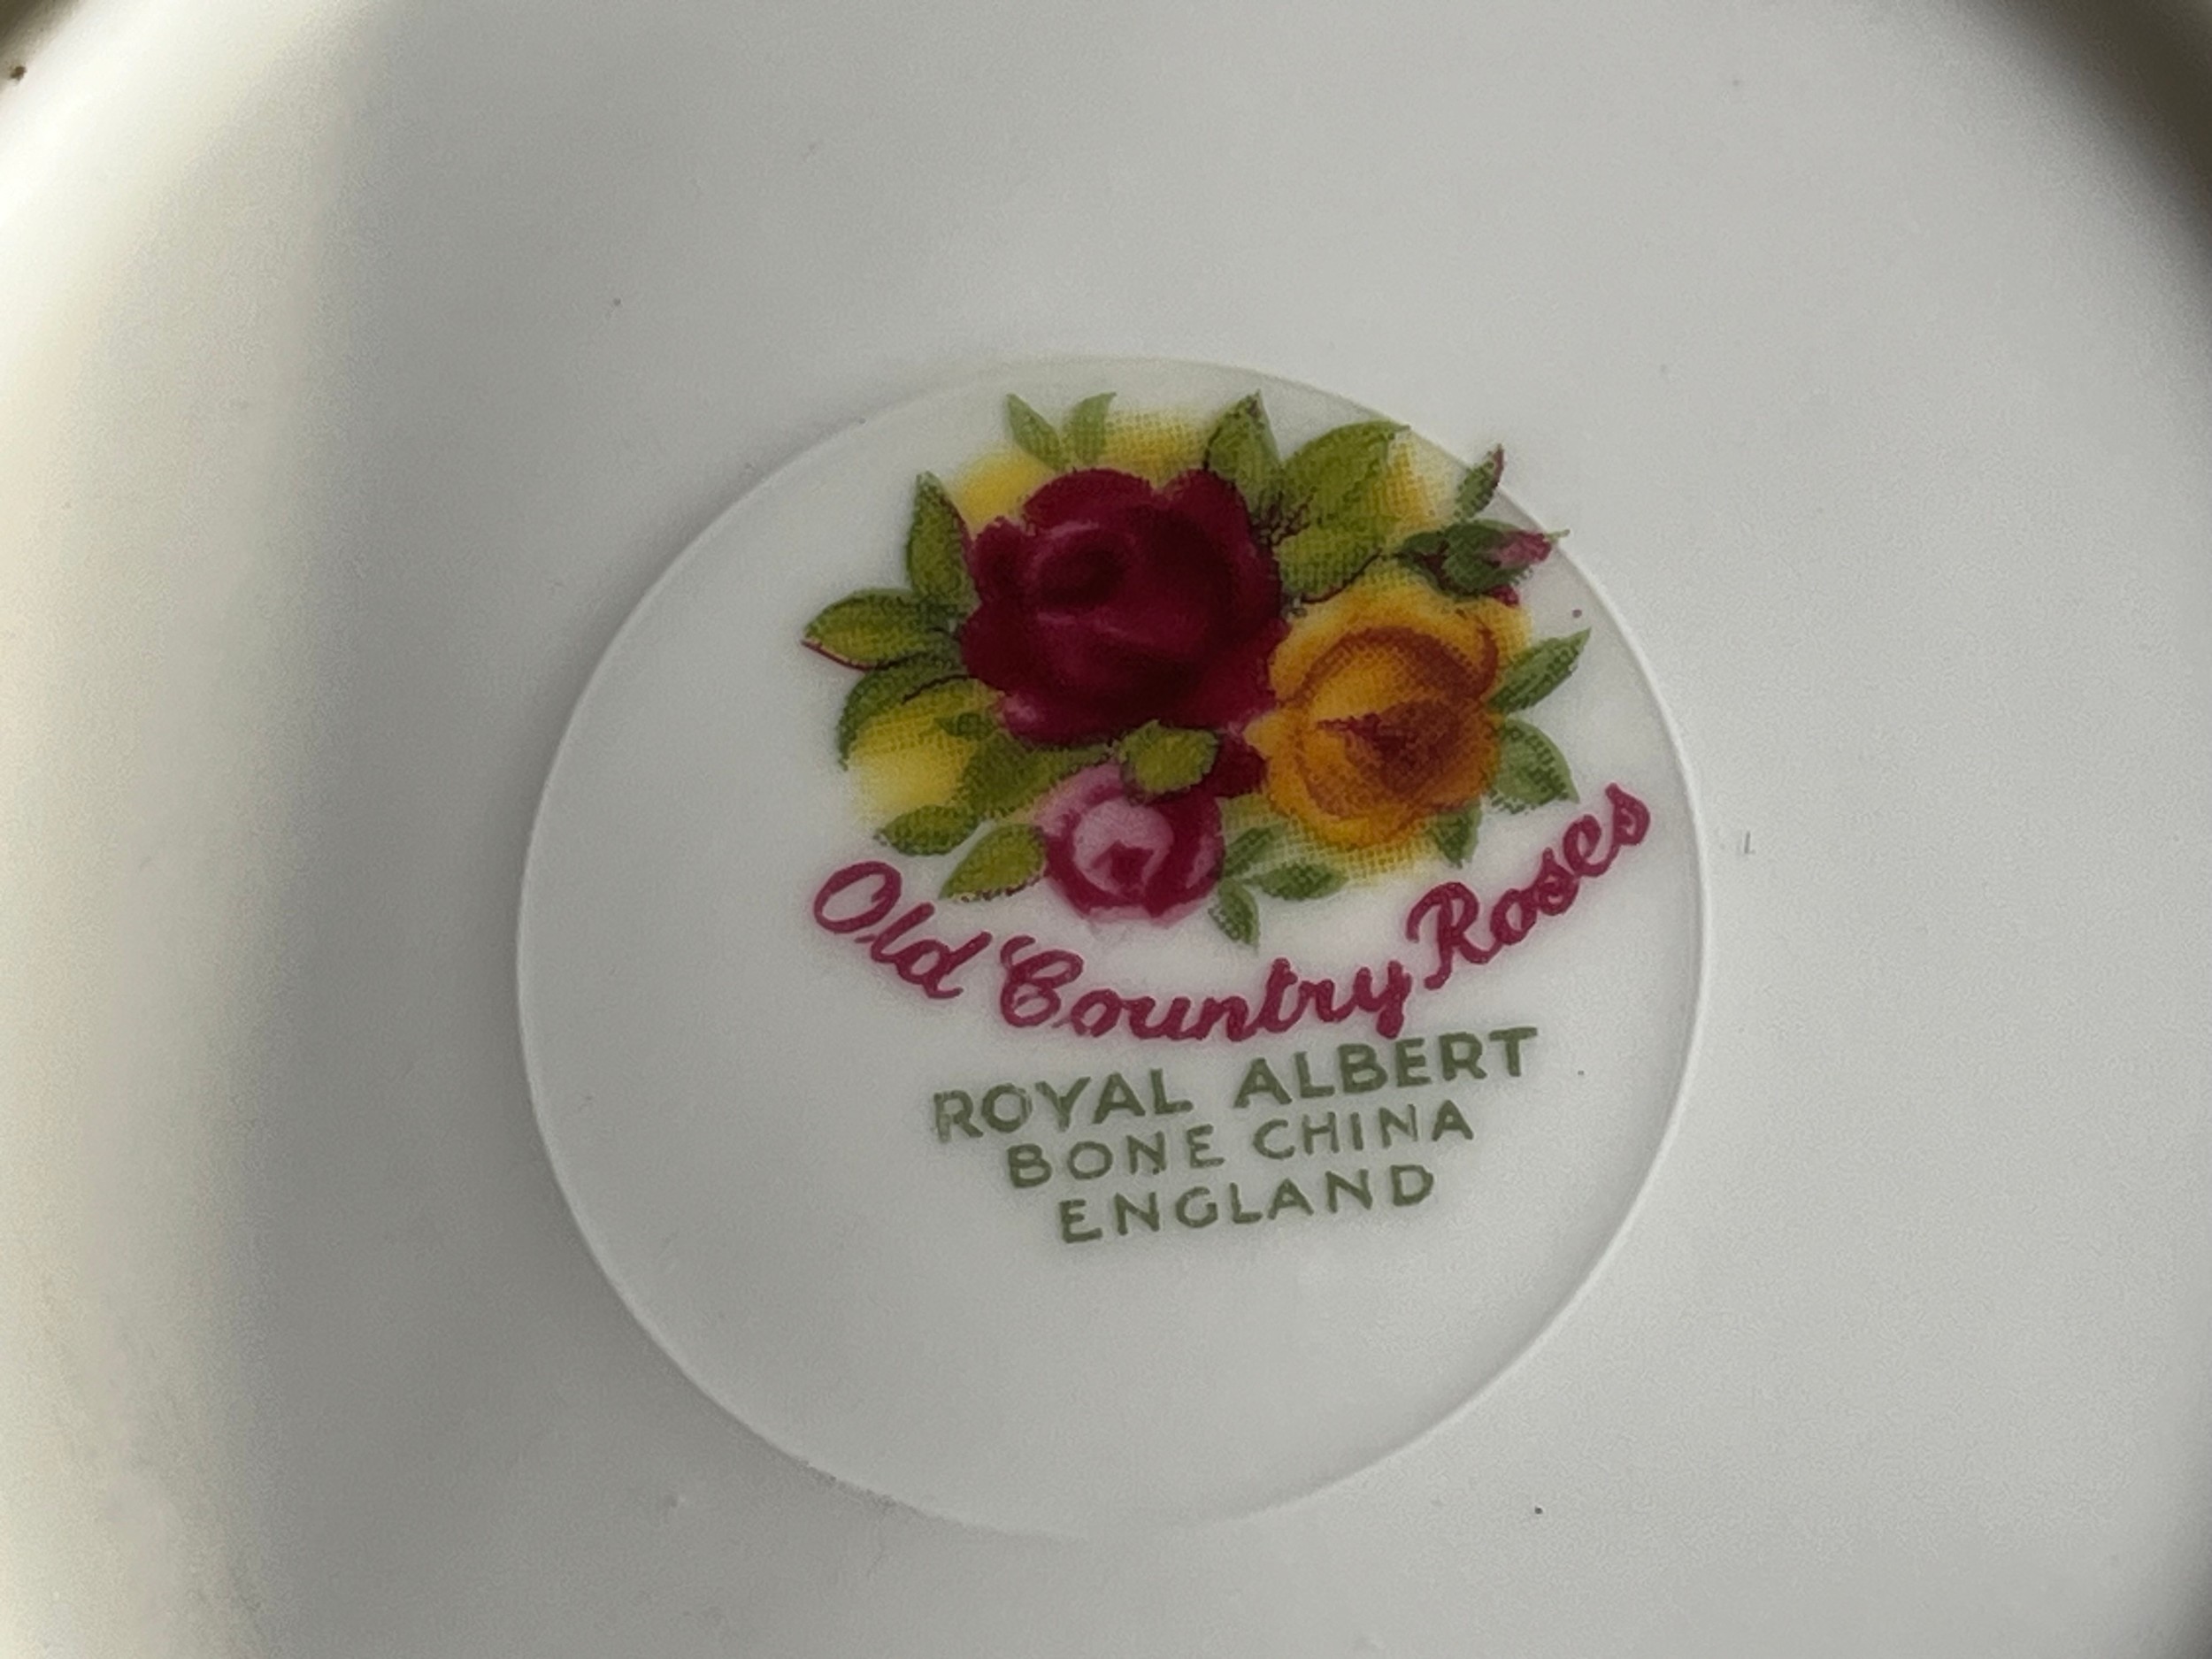 Old Country Roses
ROYAL ALBERT
BONE CHINA
ENGLAND